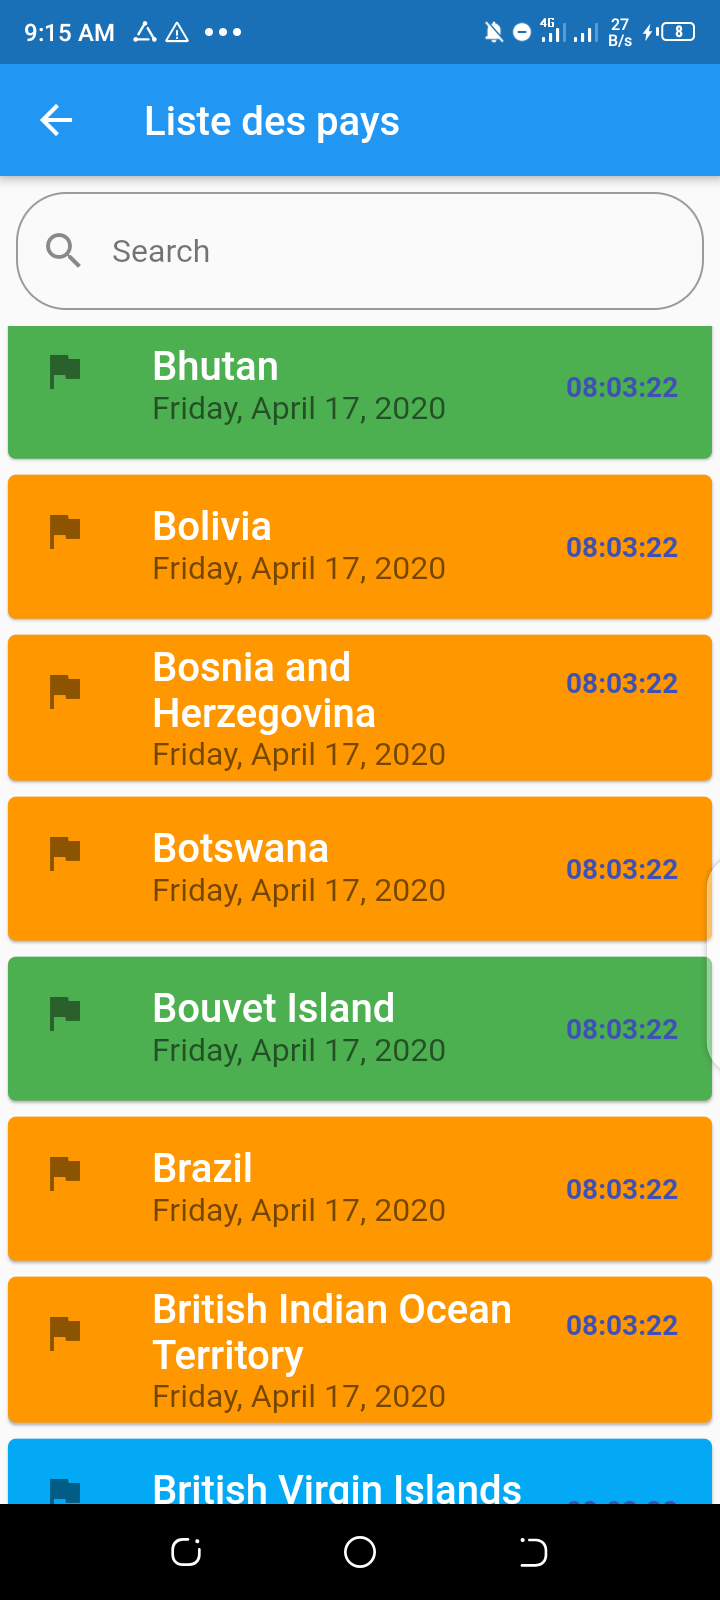 9:15 AM 4G 27 B/s 8
Liste des pays
Search
Bhutan
Friday, April 17, 2020
08:03:22
Bolivia
Friday, April 17, 2020
08:03:22
Bosnia and
Herzegovina
Friday, April 17, 2020
08:03:22
Botswana
Friday, April 17, 2020
08:03:22
Bouvet Island
Friday, April 17, 2020
08:03:22
Brazil
Friday, April 17, 2020
08:03:22
British Indian Ocean
Territory
Friday, April 17, 2020
08:03:22
British Virgin Islands